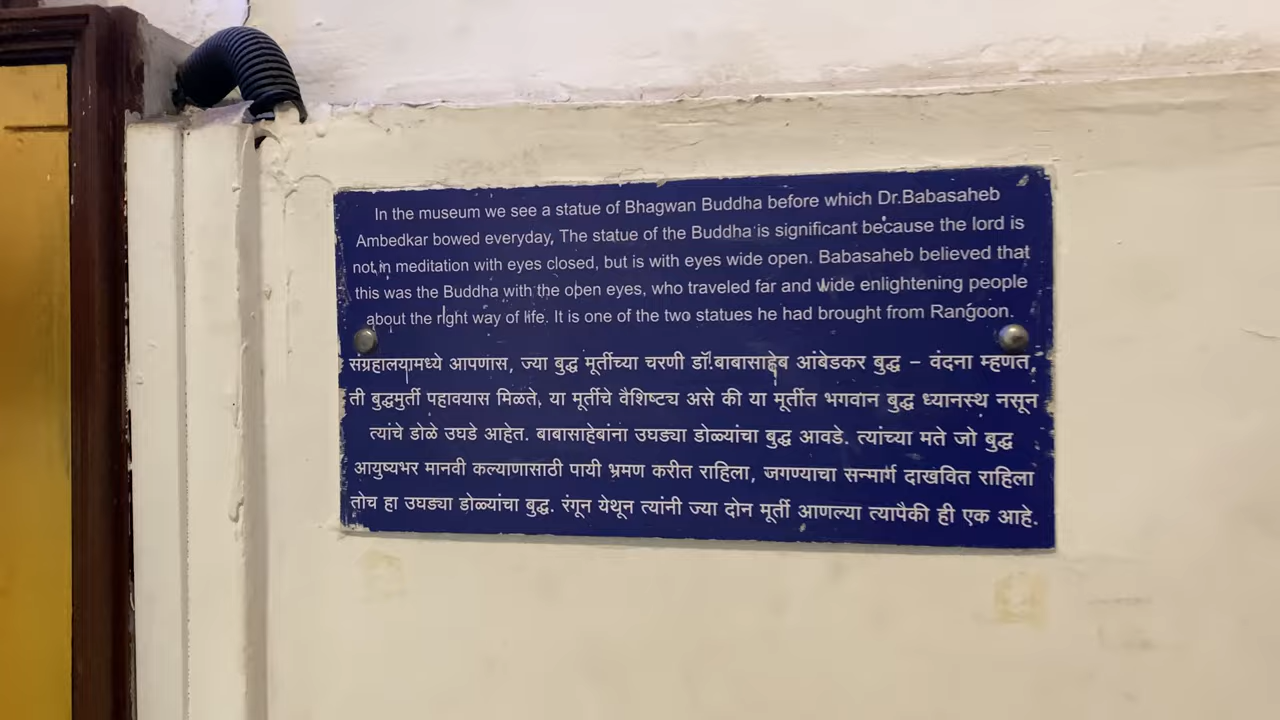 In the museum we see a statue of Bhagwan Buddha before which Dr.Babasaheb
Ambedkar bowed everyday, The statue of the Buddha is significant because the lord is
not in meditation with eyes closed, but is with eyes wide open. Babasaheb believed that
this was the Buddha with the open eyes, who traveled far and wide enlightening people
about the right way of life. It is one of the two statues he had brought from Rangoon.
संग्रहालयामध्ये आपणास, ज्या बुद्ध मूर्तीच्या चरणी डॉ.बाबासाहेब आंबेडकर बुद्ध – वंदना म्हणत,
ती बुद्धमुर्ती पहावयास मिळते, या मूर्तीचे वैशिष्ट्य असे की या मूर्तीत भगवान बुद्ध ध्यानस्थ नसून
त्यांचे डोळे उघडे आहेत. बाबासाहेबांना उघड्या डोळ्यांचा बुद्ध आवडे. त्यांच्या मते जो बुद्ध
आयुष्यभर मानवी कल्याणासाठी पायी भ्रमण करीत राहिला, जगण्याचा सन्मार्ग दाखवित राहिला
तोच हा उघड्या डोळ्यांचा बुद्ध. रंगून येथून त्यांनी ज्या दोन मूर्ती आणल्या त्यापैकी ही एक आहे.